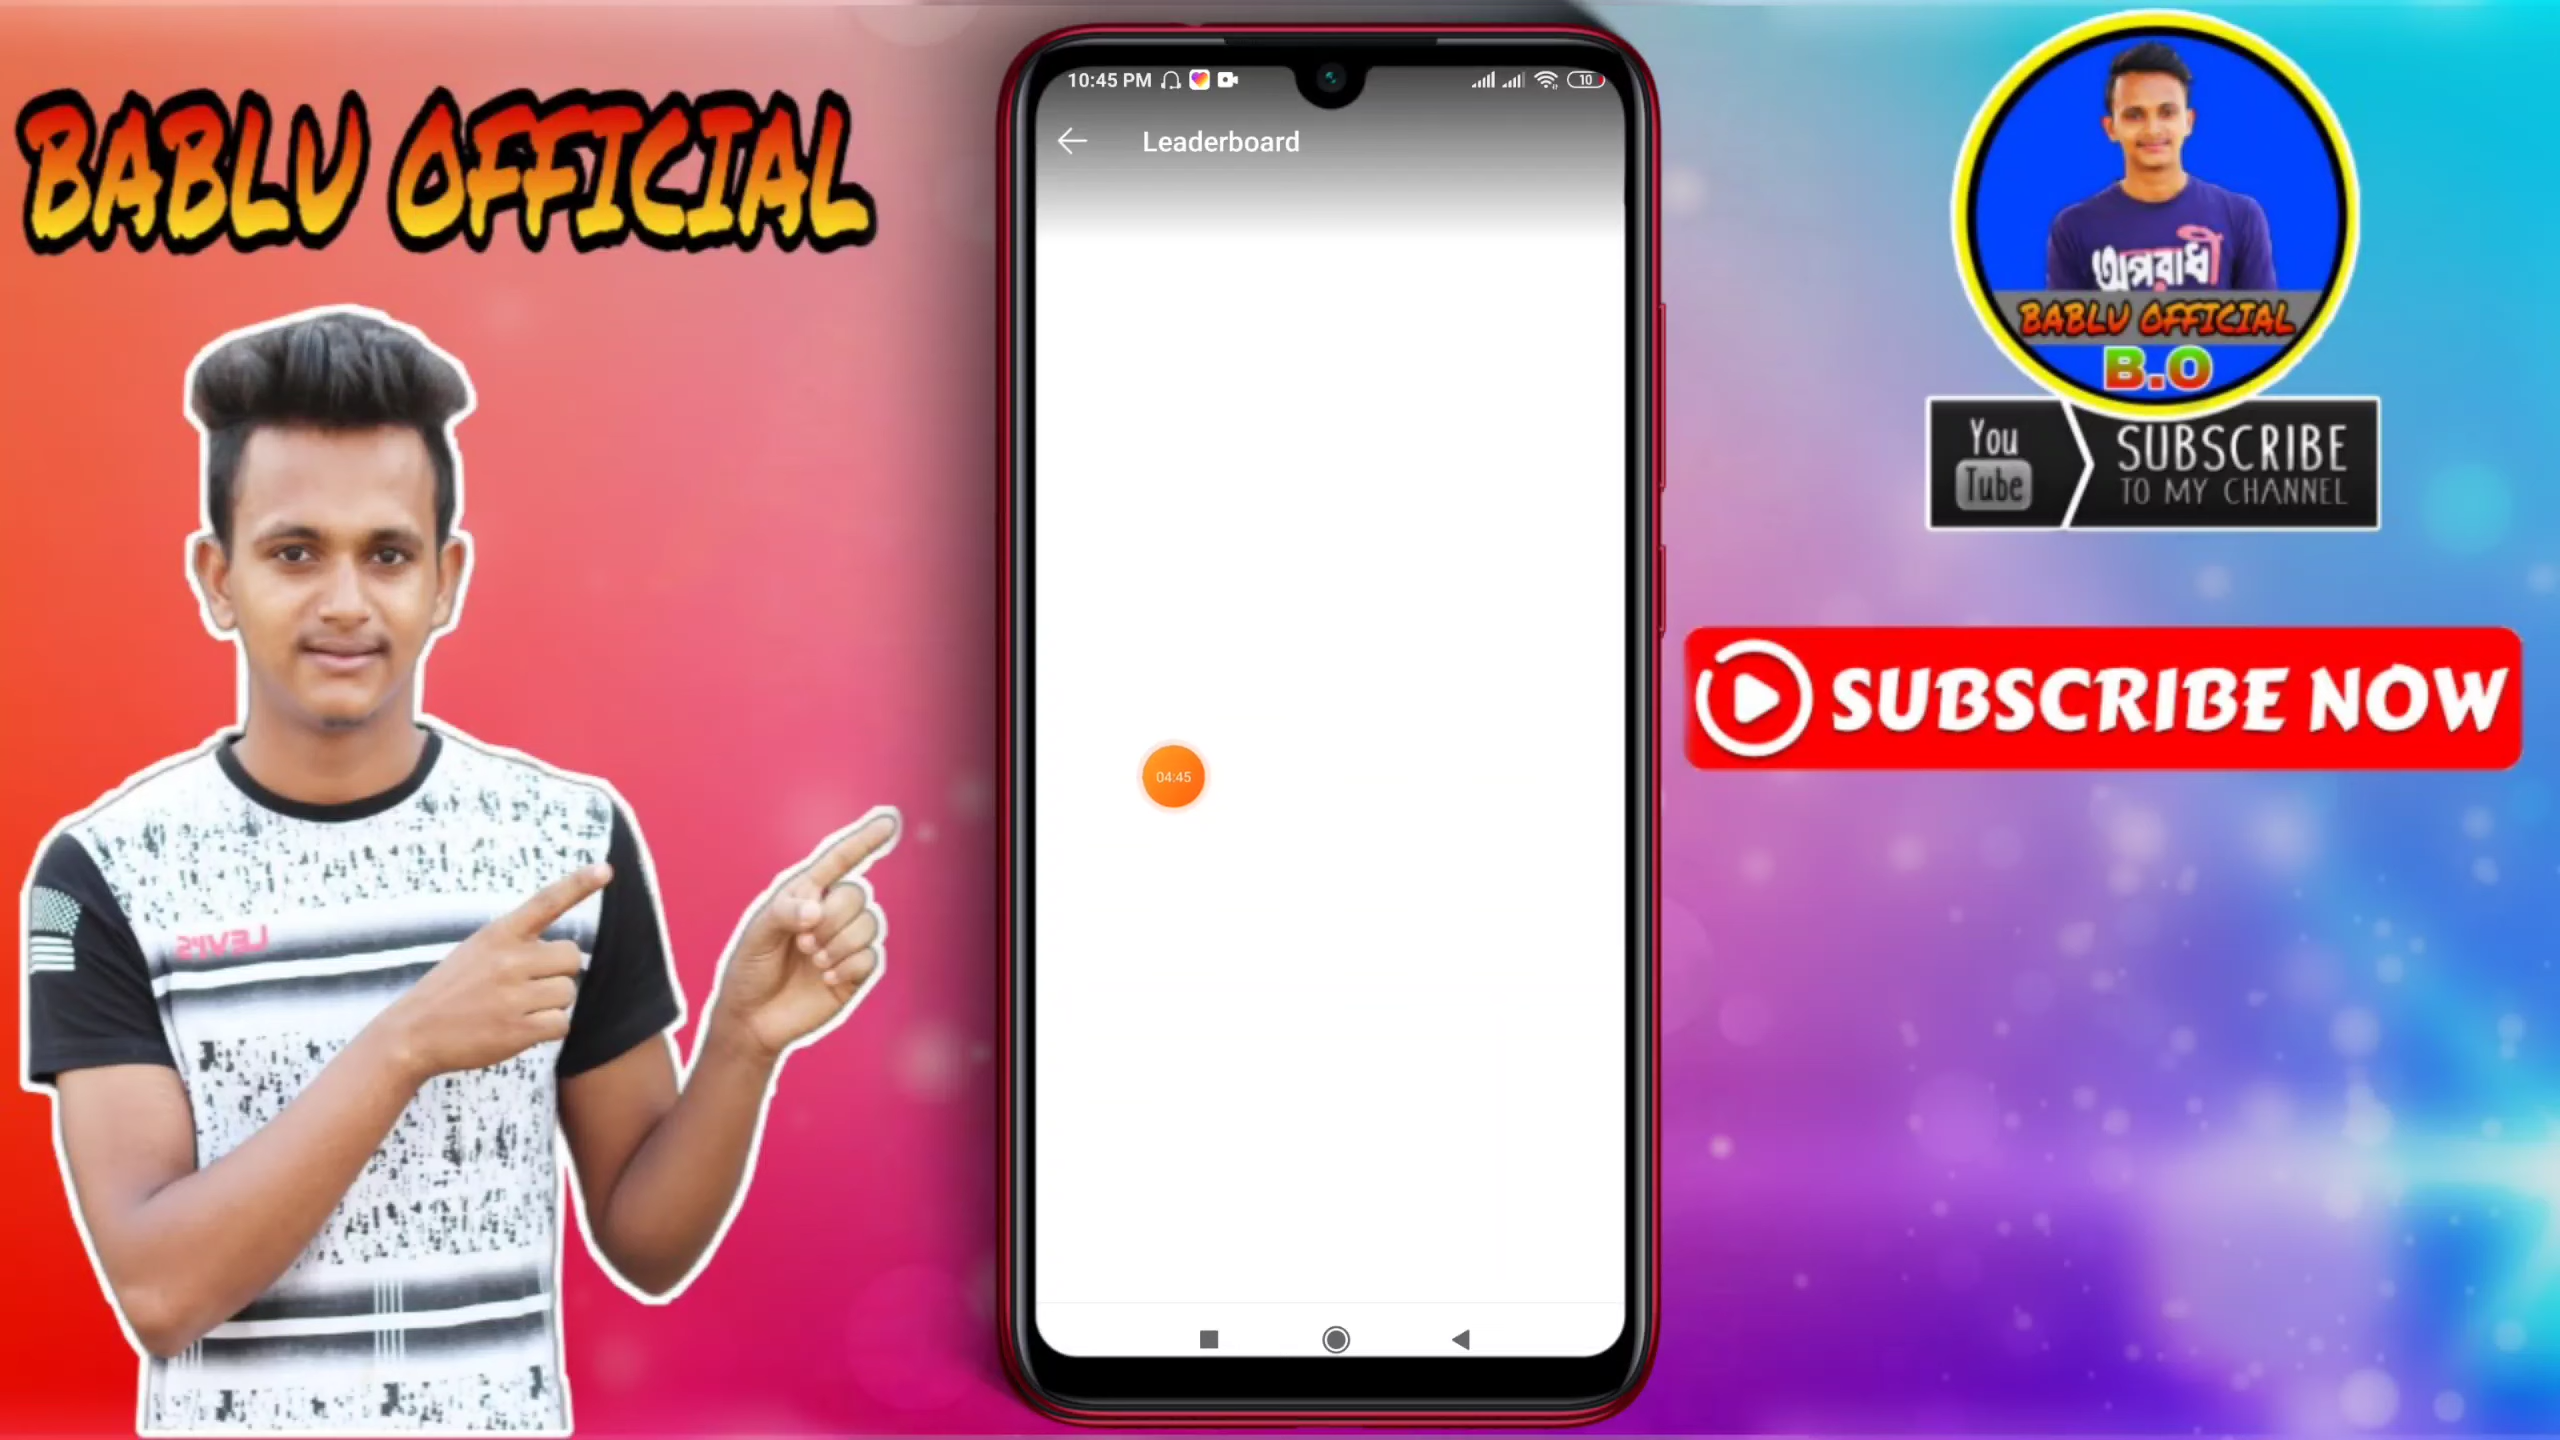 BABLU OFFICIAL
LEVI'S
10:45 PM
10
Leaderboard
04:45
অপরাধী
BABLU OFFICIAL
B.O
You
Tube
SUBSCRIBE
TO MY CHANNEL
SUBSCRIBE NOW